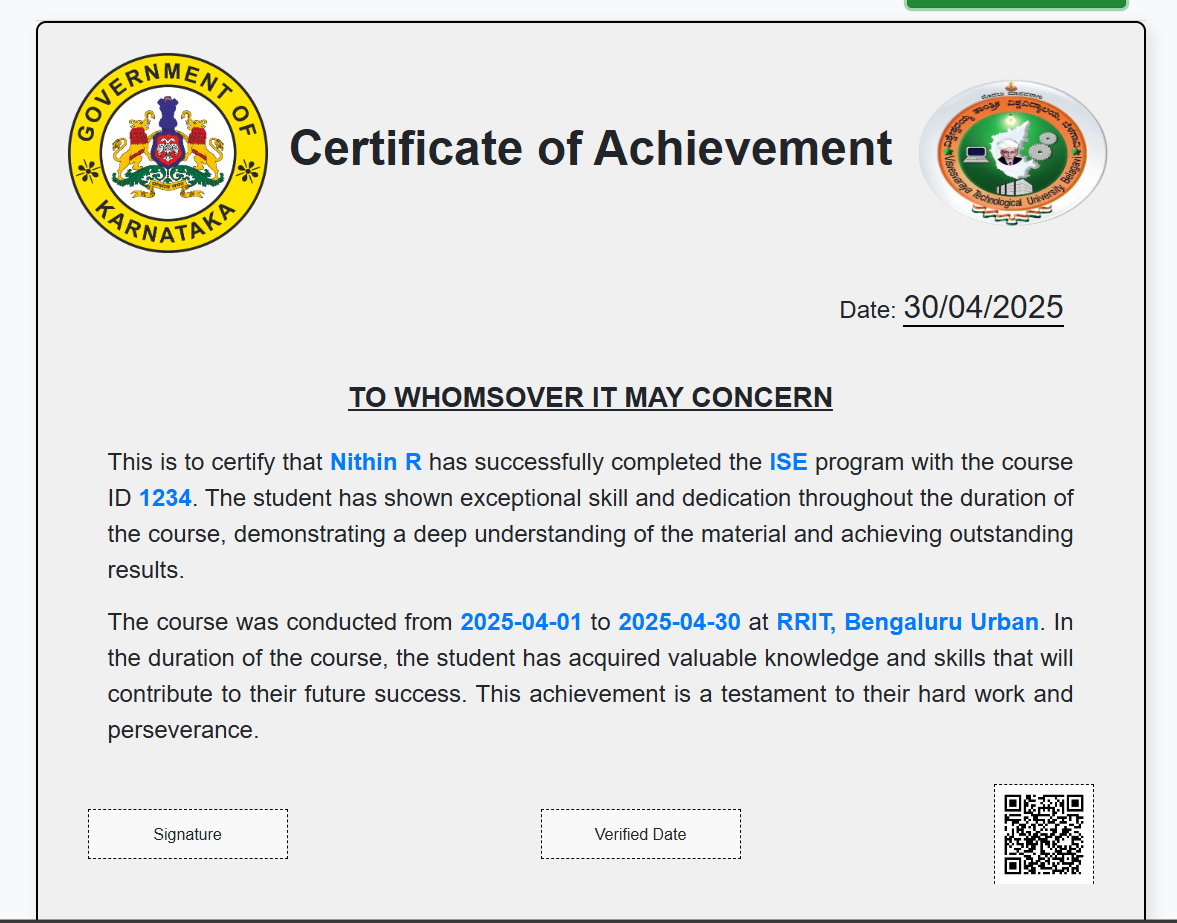 GOVERNMENT OF
KARNATAKA
Certificate of Achievement
Visvesvaraya Technological University, Belagavi
Date: 30/04/2025
TO WHOMSOVER IT MAY CONCERN
This is to certify that Nithin R has successfully completed the ISE program with the course
ID 1234. The student has shown exceptional skill and dedication throughout the duration of
the course, demonstrating a deep understanding of the material and achieving outstanding
results.
The course was conducted from 2025-04-01 to 2025-04-30 at RRIT, Bengaluru Urban. In
the duration of the course, the student has acquired valuable knowledge and skills that will
contribute to their future success. This achievement is a testament to their hard work and
perseverance.
Signature
Verified Date